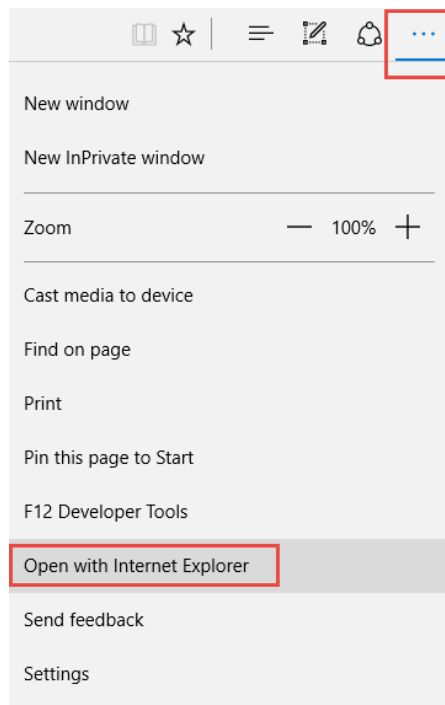 New window
New InPrivate window
Zoom 100%
Cast media to device
Find on page
Print
Pin this page to Start
F12 Developer Tools
Open with Internet Explorer
Send feedback
Settings